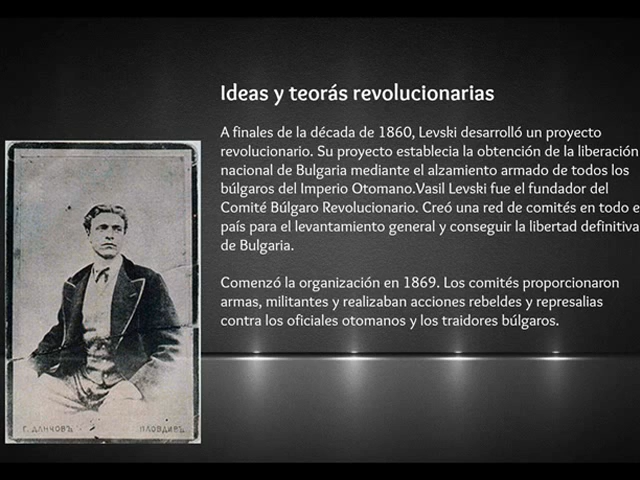 Ideas y teorás revolucionarias
A finales de la década de 1860, Levski desarrolló un proyecto
revolucionario. Su proyecto establecia la obtención de la liberación
nacional de Bulgaria mediante el alzamiento armado de todos los
búlgaros del Imperio Otomano.Vasil Levski fue el fundador del
Comité Búlgaro Revolucionario. Creó una red de comités en todo e
país para el levantamiento general y conseguir la libertad definitiva
de Bulgaria.
Comenzó la organización en 1869. Los comités proporcionaron
armas, militantes y realizaban acciones rebeldes y represalias
contra los oficiales otomanos y los traidores búlgaros.
Г. ДАНЧОВЪ ПЛОВДИВЪ